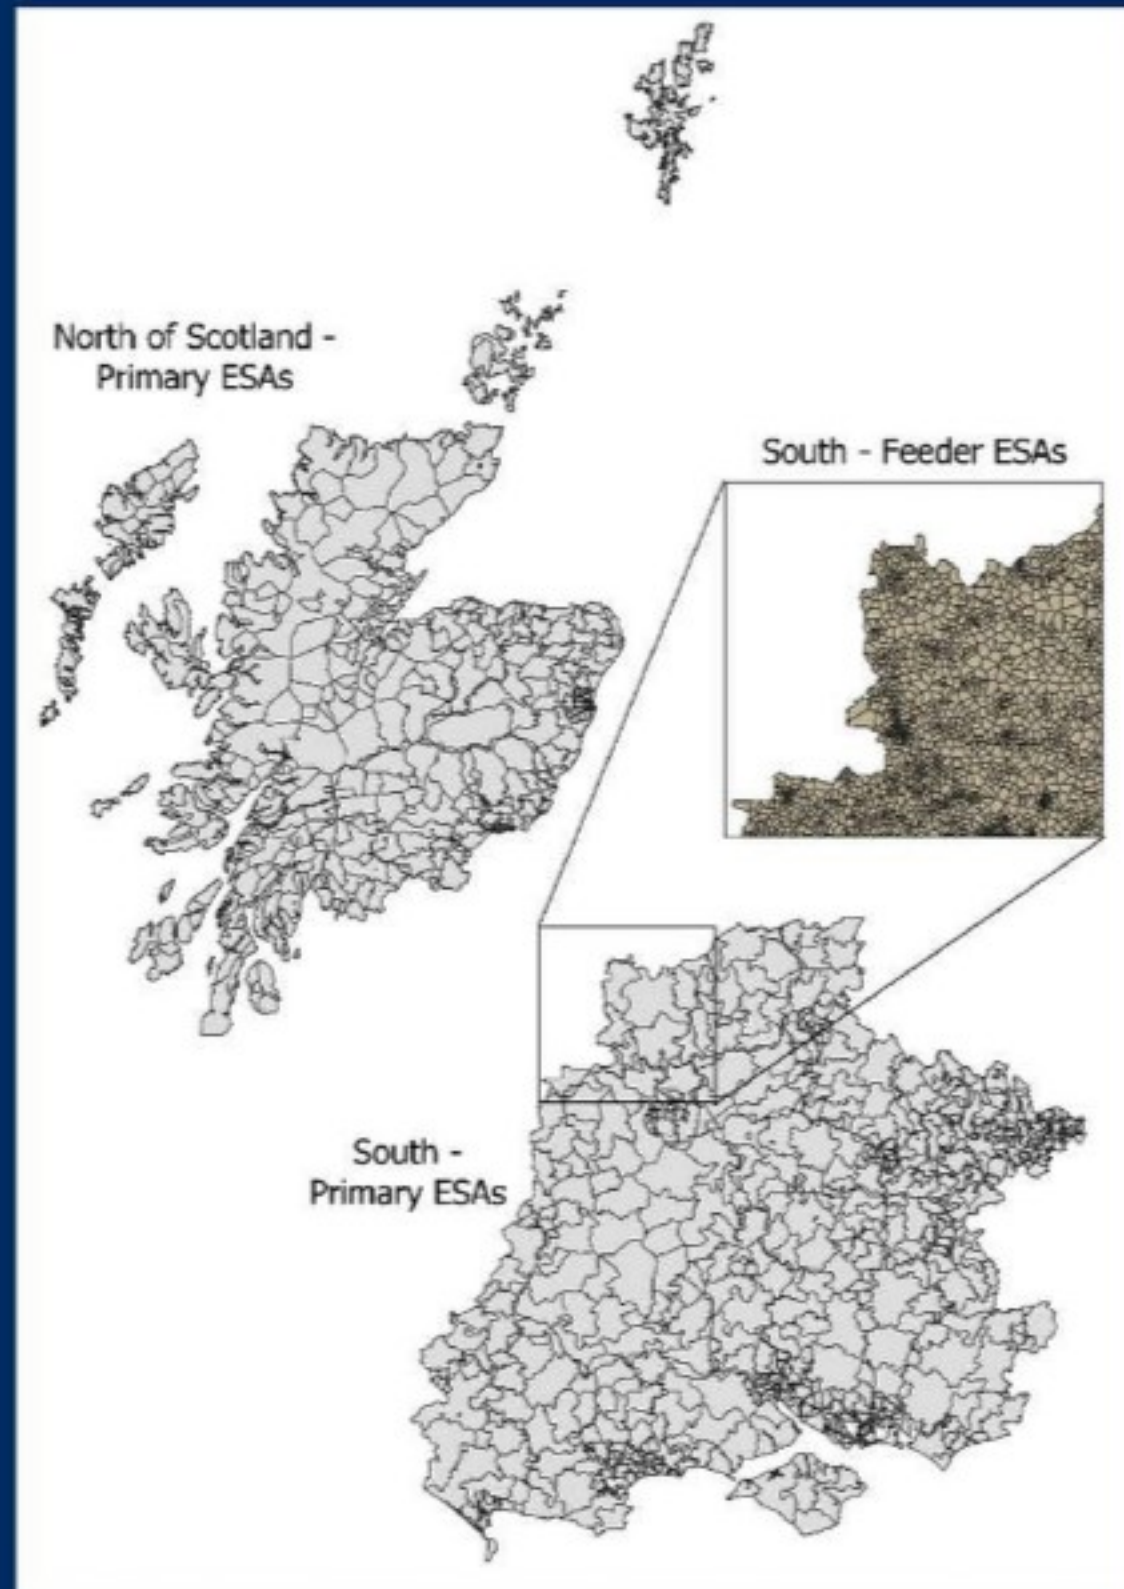 North of Scotland -
Primary ESAs
South - Feeder ESAs
South -
Primary ESAs